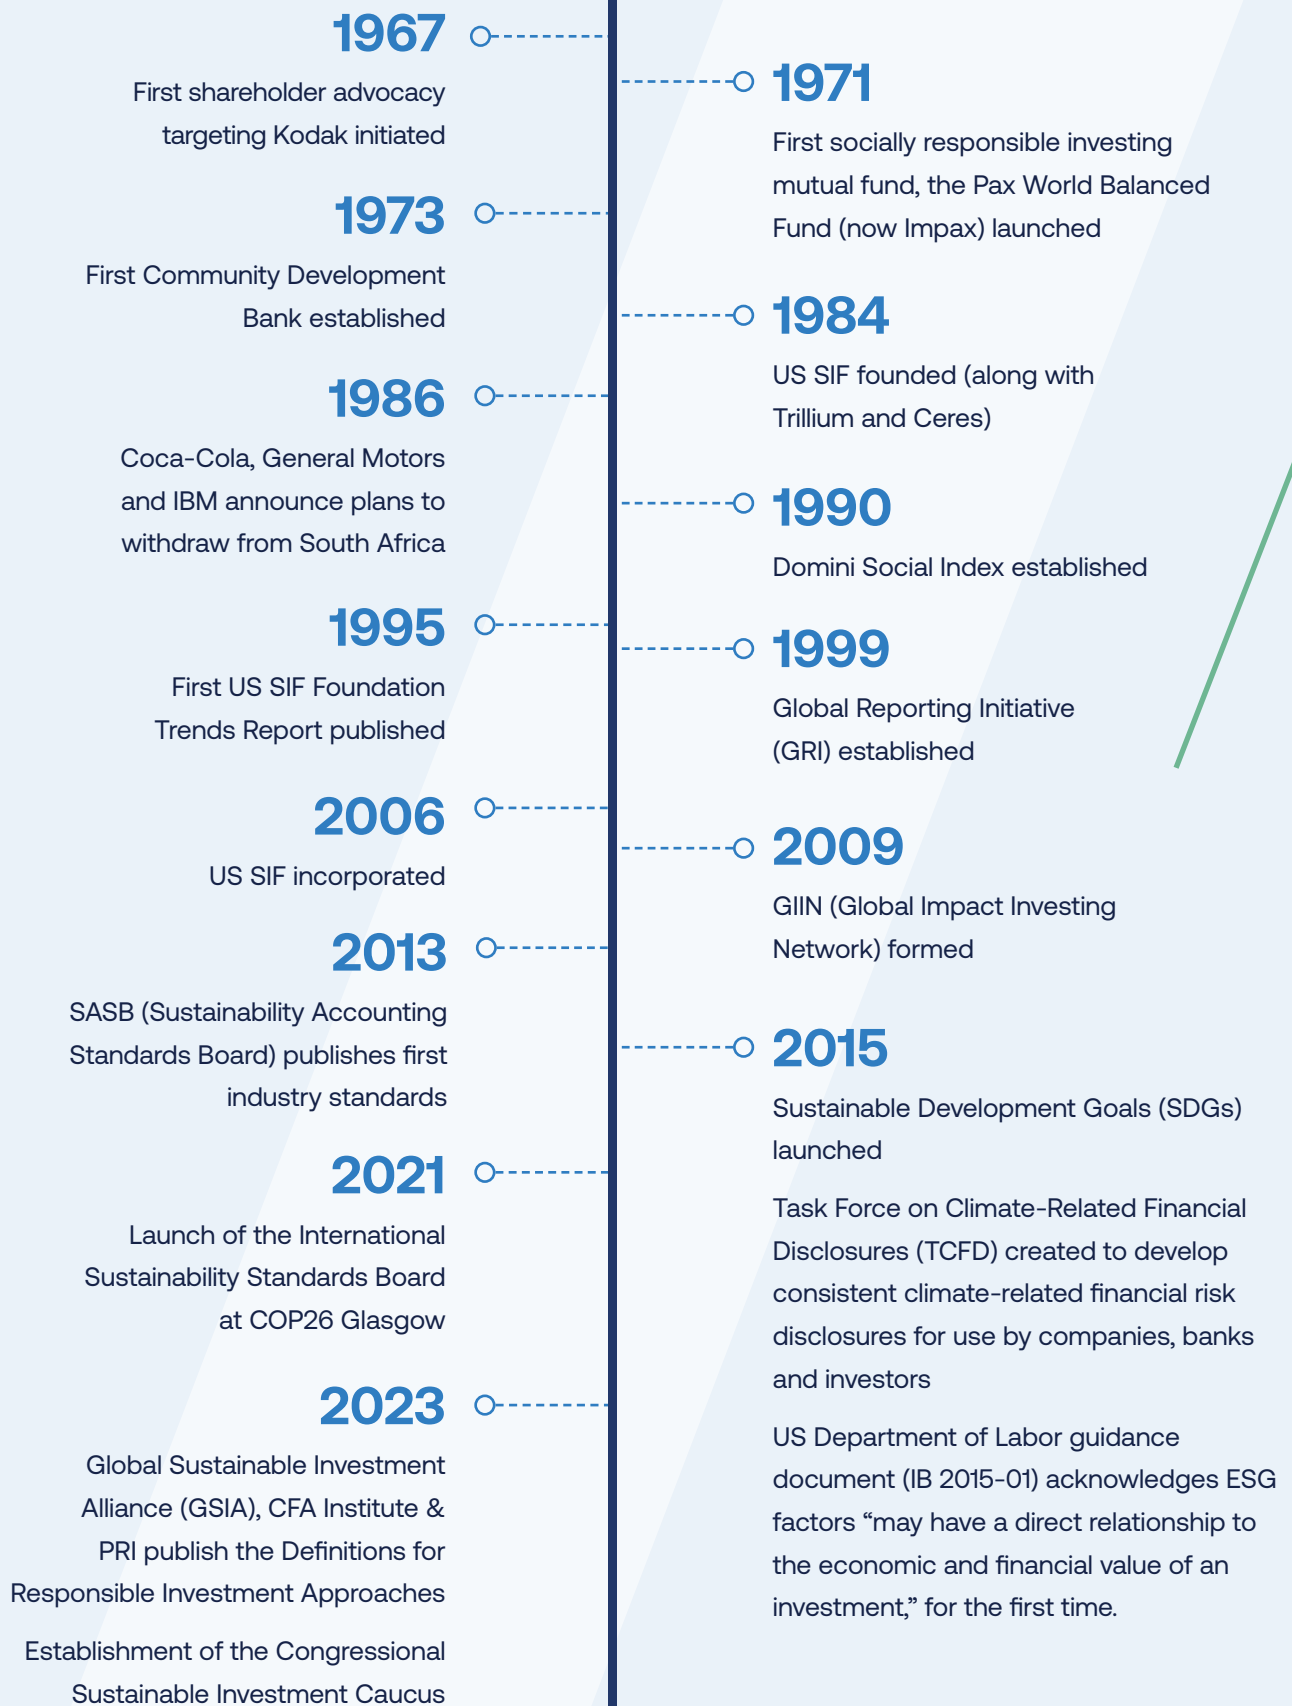 1967
First shareholder advocacy
targeting Kodak initiated
1971
First socially responsible investing
mutual fund, the Pax World Balanced
Fund (now Impax) launched
1973
First Community Development
Bank established
1984
US SIF founded (along with
Trillium and Ceres)
1986
Coca-Cola, General Motors
and IBM announce plans to
withdraw from South Africa
1990
Domini Social Index established
1995
First US SIF Foundation
Trends Report published
1999
Global Reporting Initiative
(GRI) established
2006
US SIF incorporated
2009
GIIN (Global Impact Investing
Network) formed
2013
SASB (Sustainability Accounting
Standards Board) publishes first
industry standards
2015
Sustainable Development Goals (SDGs)
launched
Task Force on Climate-Related Financial
Disclosures (TCFD) created to develop
consistent climate-related financial risk
disclosures for use by companies, banks
and investors
US Department of Labor guidance
document (IB 2015-01) acknowledges ESG
factors “may have a direct relationship to
the economic and financial value of an
investment,” for the first time.
2021
Launch of the International
Sustainability Standards Board
at COP26 Glasgow
2023
Global Sustainable Investment
Alliance (GSIA), CFA Institute &
PRI publish the Definitions for
Responsible Investment Approaches
Establishment of the Congressional
Sustainable Investment Caucus